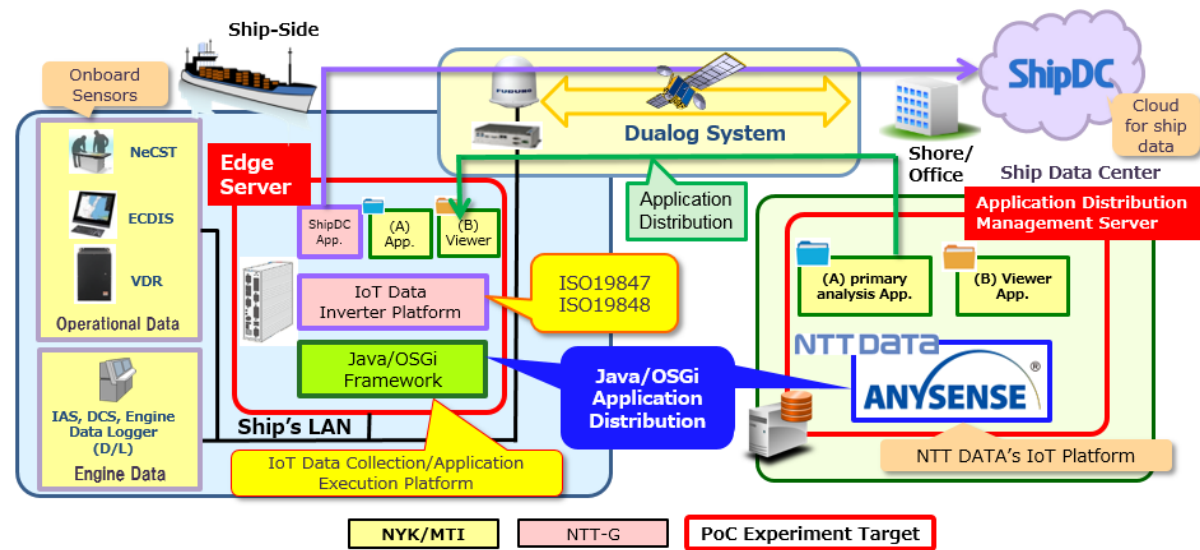 Ship-Side
Onboard
Sensors
NeCST
ECDIS
VDR
Operational Data
IAS, DCS, Engine
Data Logger
(D/L)
Engine Data
Edge
Server
ShipDC
App.
(A)
App.
(B)
Viewer
IoT Data
Inverter Platform
Java/OSGi
Framework
Ship's LAN
IoT Data Collection/Application
Execution Platform
ISO19847
ISO19848
FURUNO
Dualog System
Application
Distribution
Java/OSGi
Application
Distribution
Shore/
Office
ShipDC
Cloud
for ship
data
Ship Data Center
Application Distribution
Management Server
(A) primary
analysis App.
(B) Viewer
App.
NTT DATA
ANYSENSE®
NTT DATA's IoT Platform
NYK/MTI
NTT-G
PoC Experiment Target